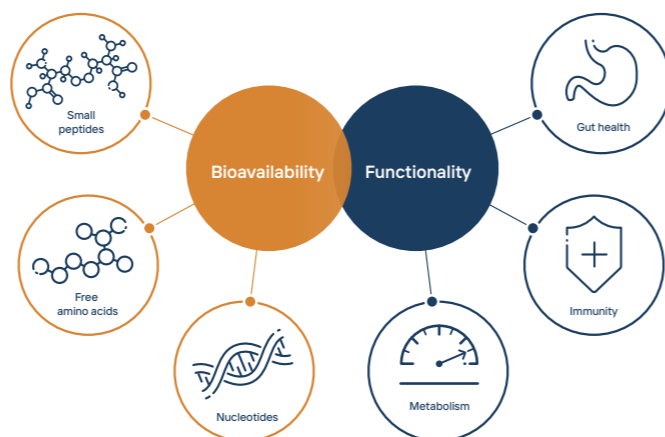 Small
peptides
Gut health
Bioavailability
Functionality
Free
amino acids
Immunity
Nucleotides
Metabolism